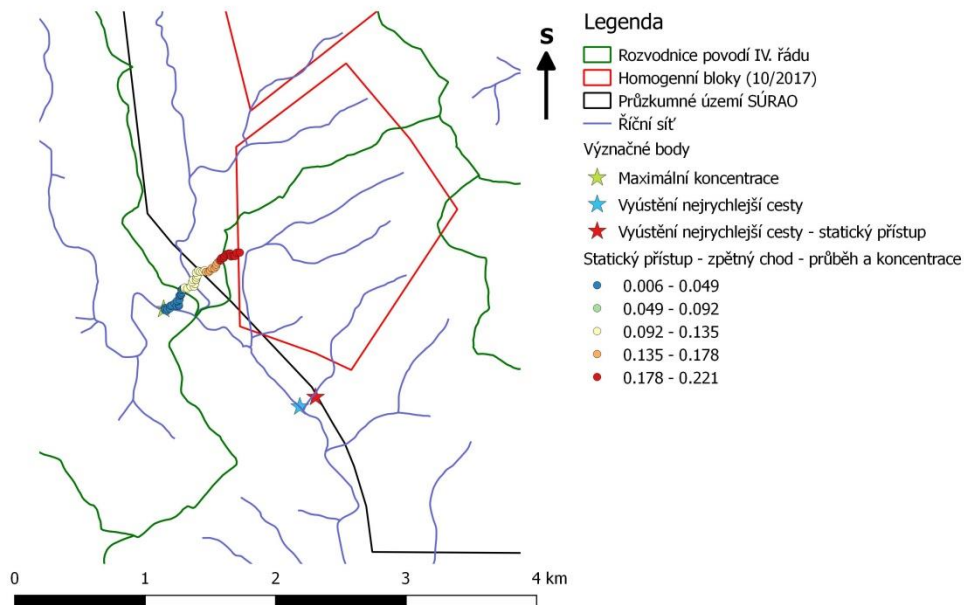 S
Legenda
Rozvodnice povodí IV. řádu
Homogenní bloky (10/2017)
Průzkumné území SÚRAO
Říční síť
Význačné body
Maximální koncentrace
Vyústění nejrychlejší cesty
Vyústění nejrychlejší cesty - statický přístup
Statický přístup - zpětný chod - průběh a koncentrace
0.006 - 0.049
0.049 - 0.092
0.092 - 0.135
0.135 - 0.178
0.178 - 0.221
0 1 2 3 4 km